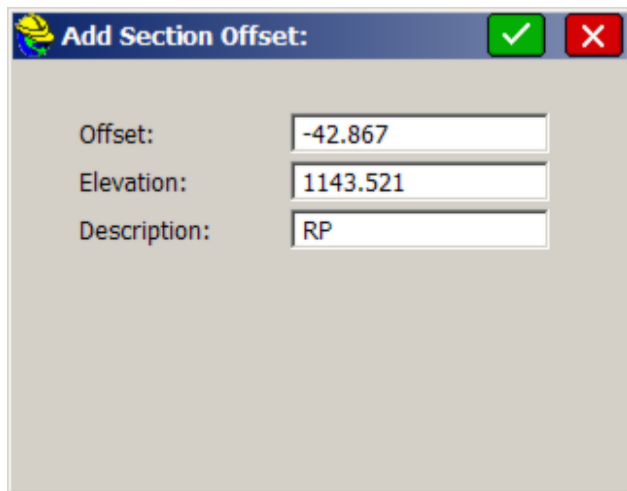 Add Section Offset:
Offset: -42.867
Elevation: 1143.521
Description: RP